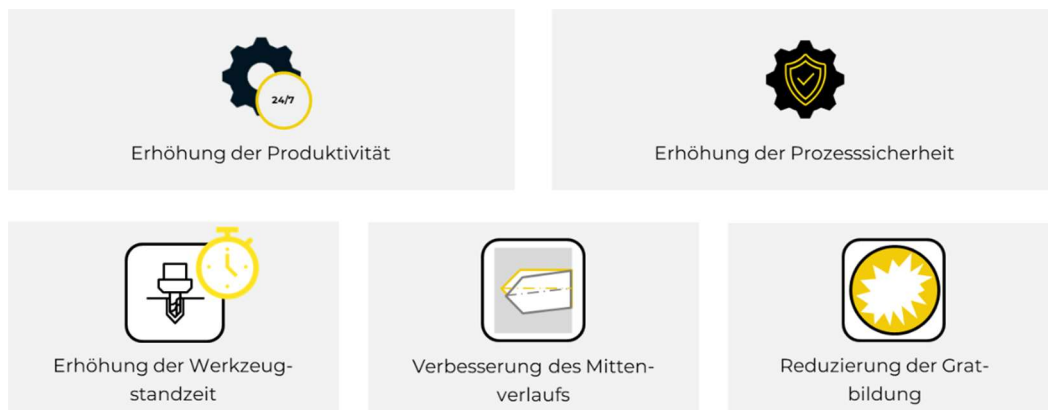 24/7
Erhöhung der Produktivität
Erhöhung der Prozesssicherheit
Erhöhung der Werkzeug-
standzeit
Verbesserung des Mitten-
verlaufs
Reduzierung der Grat-
bildung